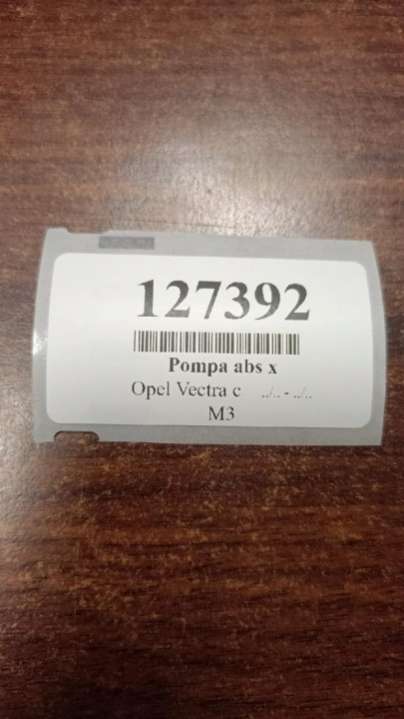 127392
Pompa abs x
Opel Vectra c ../.. - ../..
M3